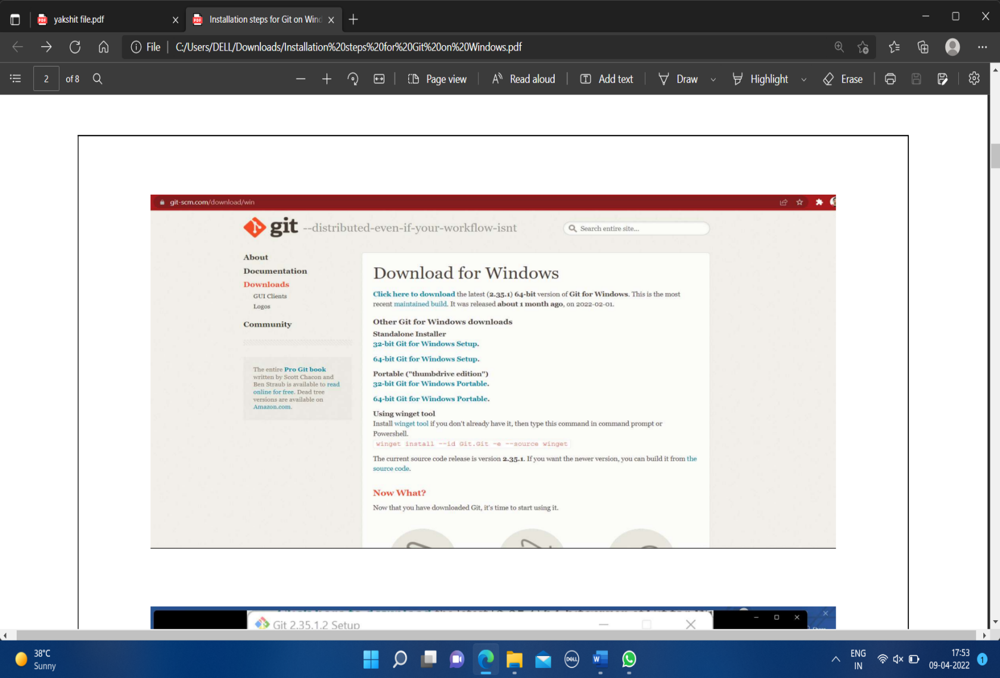 yakshit file.pdf
Installation steps for Git on Wind
File
C:/Users/DELL/Downloads/Installation%20steps%20for%20Git%20on%20Windows.pdf
2 of 8
Page view
Read aloud
Add text
Draw
Highlight
Erase
git-scm.com/download/win
git --distributed-even-if-your-workflow-isnt
Search entire site...
About
Documentation
Downloads
GUI Clients
Logos
Community
The entire Pro Git book
written by Scott Chacon and
Ben Straub is available to read
online for free. Dead tree
versions are available on
Amazon.com.
Download for Windows
Click here to download the latest (2.35.1) 64-bit version of Git for Windows. This is the most
recent maintained build. It was released about 1 month ago, on 2022-02-01.
Other Git for Windows downloads
Standalone Installer
32-bit Git for Windows Setup.
64-bit Git for Windows Setup.
Portable ("thumbdrive edition")
32-bit Git for Windows Portable.
64-bit Git for Windows Portable.
Using winget tool
Install winget tool if you don't already have it, then type this command in command prompt or
Powershell.
winget install --id Git.Git -e --source winget
The current source code release is version 2.35.1. If you want the newer version, you can build it from the
source code.
Now What?
Now that you have downloaded Git, it's time to start using it.
Git 2.35.1.2 Setup
38°C
Sunny
DELL
W
ENG
IN
17:53
09-04-2022
1